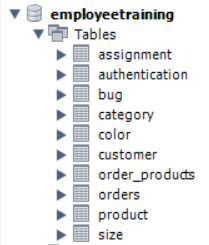 employeetraining
Tables
assignment
authentication
bug
category
color
customer
order_products
orders
product
size